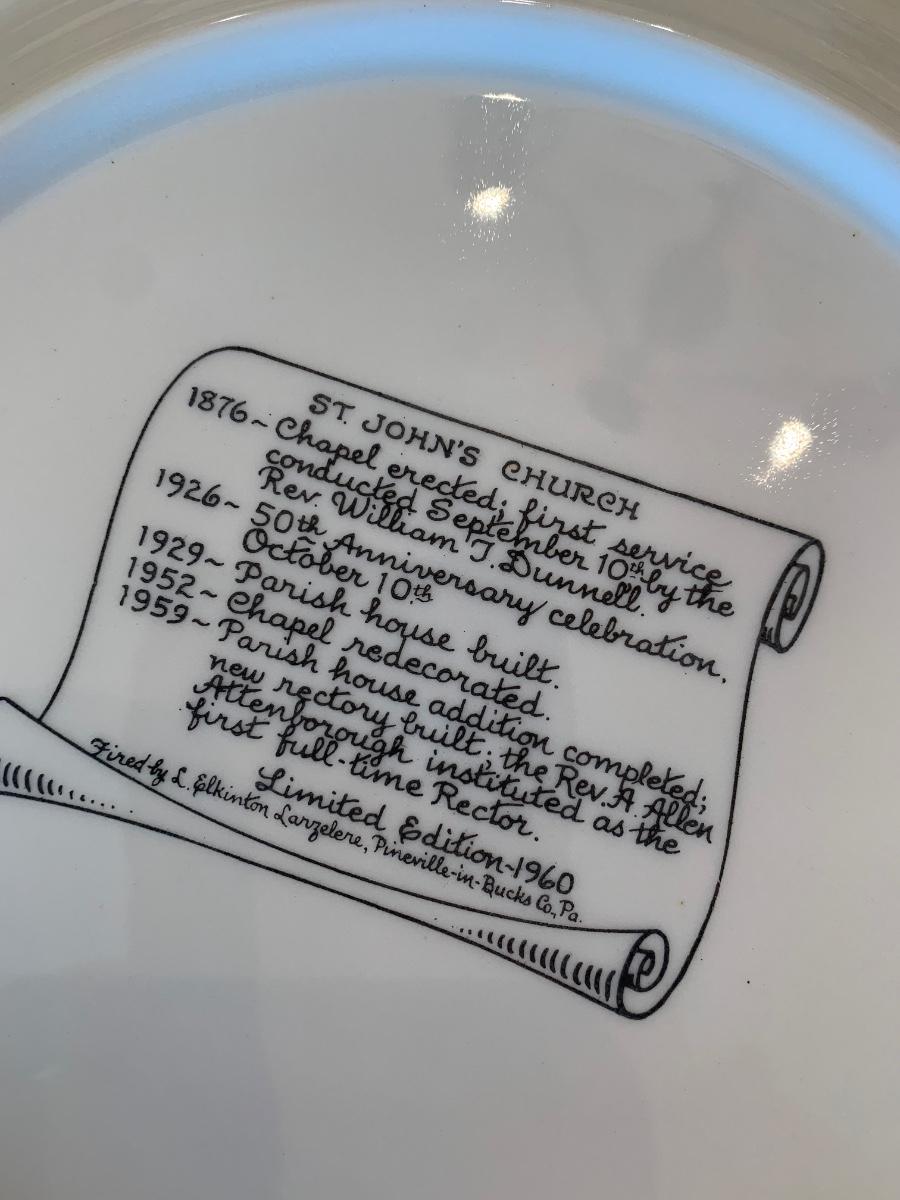 ST. JOHN'S CHURCH
1876~ Chapel erected; first service
conducted September 10th by the
Rev. William T. Dunnell.
1926~ 50th Anniversary celebration,
October 10th
1929~ Parish house built.
1952~ Chapel redecorated.
1959~ Parish house addition completed;
new rectory built; the Rev. A. Allen
Attenborough instituted as the
first full-time Rector.
Limited Edition-1960
Fired by L. Elkinton Larzelere, Pineville-in-Bucks Co., Pa.